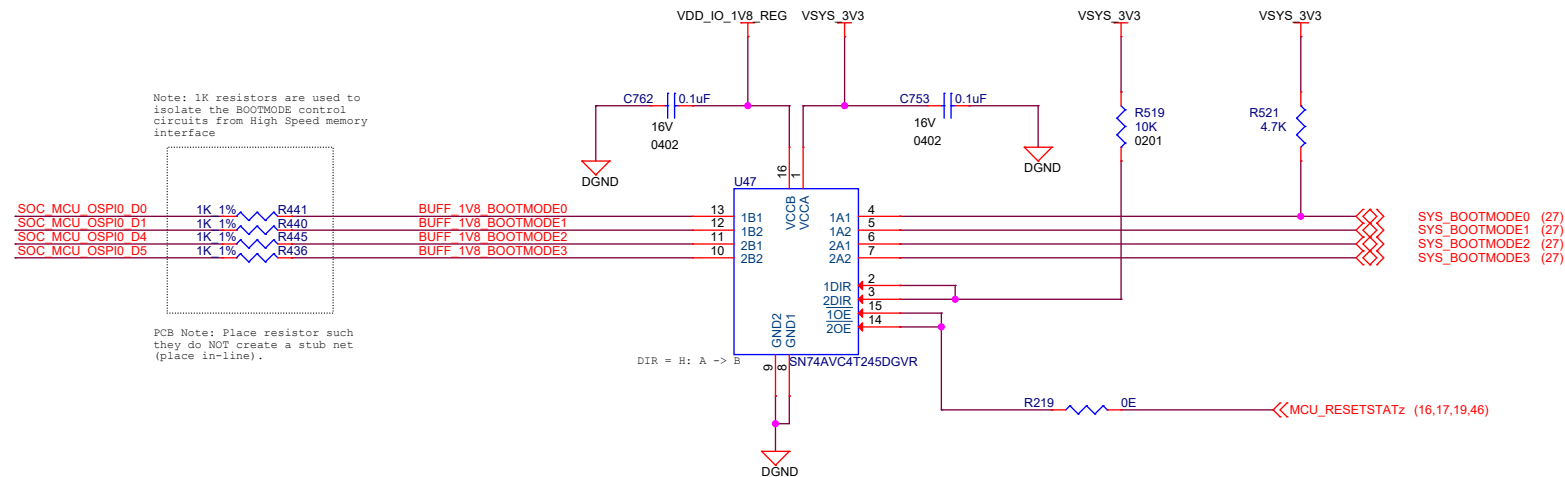 VDD_IO_1V8_REG
VSYS_3V3
VSYS_3V3
VSYS_3V3
Note: 1K resistors are used to
isolate the BOOTMODE control
circuits from High Speed memory
interface
C762
0.1uF
16V
0402
DGND
C753
0.1uF
16V
0402
DGND
R519
10K
0201
R521
4.7K
U47
16
1
VCCB
VCCA
SOC_MCU_OSPI0_D0
1K_1%
R441
BUFF_1V8_BOOTMODE0
13
1B1
1A1
4
SYS_BOOTMODE0 (27)
SOC_MCU_OSPI0_D1
1K_1%
R440
BUFF_1V8_BOOTMODE1
12
1B2
1A2
5
SYS_BOOTMODE1 (27)
SOC_MCU_OSPI0_D4
1K_1%
R445
BUFF_1V8_BOOTMODE2
11
2B1
2A1
6
SYS_BOOTMODE2 (27)
SOC_MCU_OSPI0_D5
1K_1%
R436
BUFF_1V8_BOOTMODE3
10
2B2
2A2
7
SYS_BOOTMODE3 (27)
1DIR
2
2DIR
3
1OE
15
2OE
14
GND2
GND1
9
8
PCB Note: Place resistor such
they do NOT create a stub net
(place in-line).
DIR = H: A -> B
SN74AVC4T245DGVR
R219
0E
MCU_RESETSTATz (16,17,19,46)
DGND